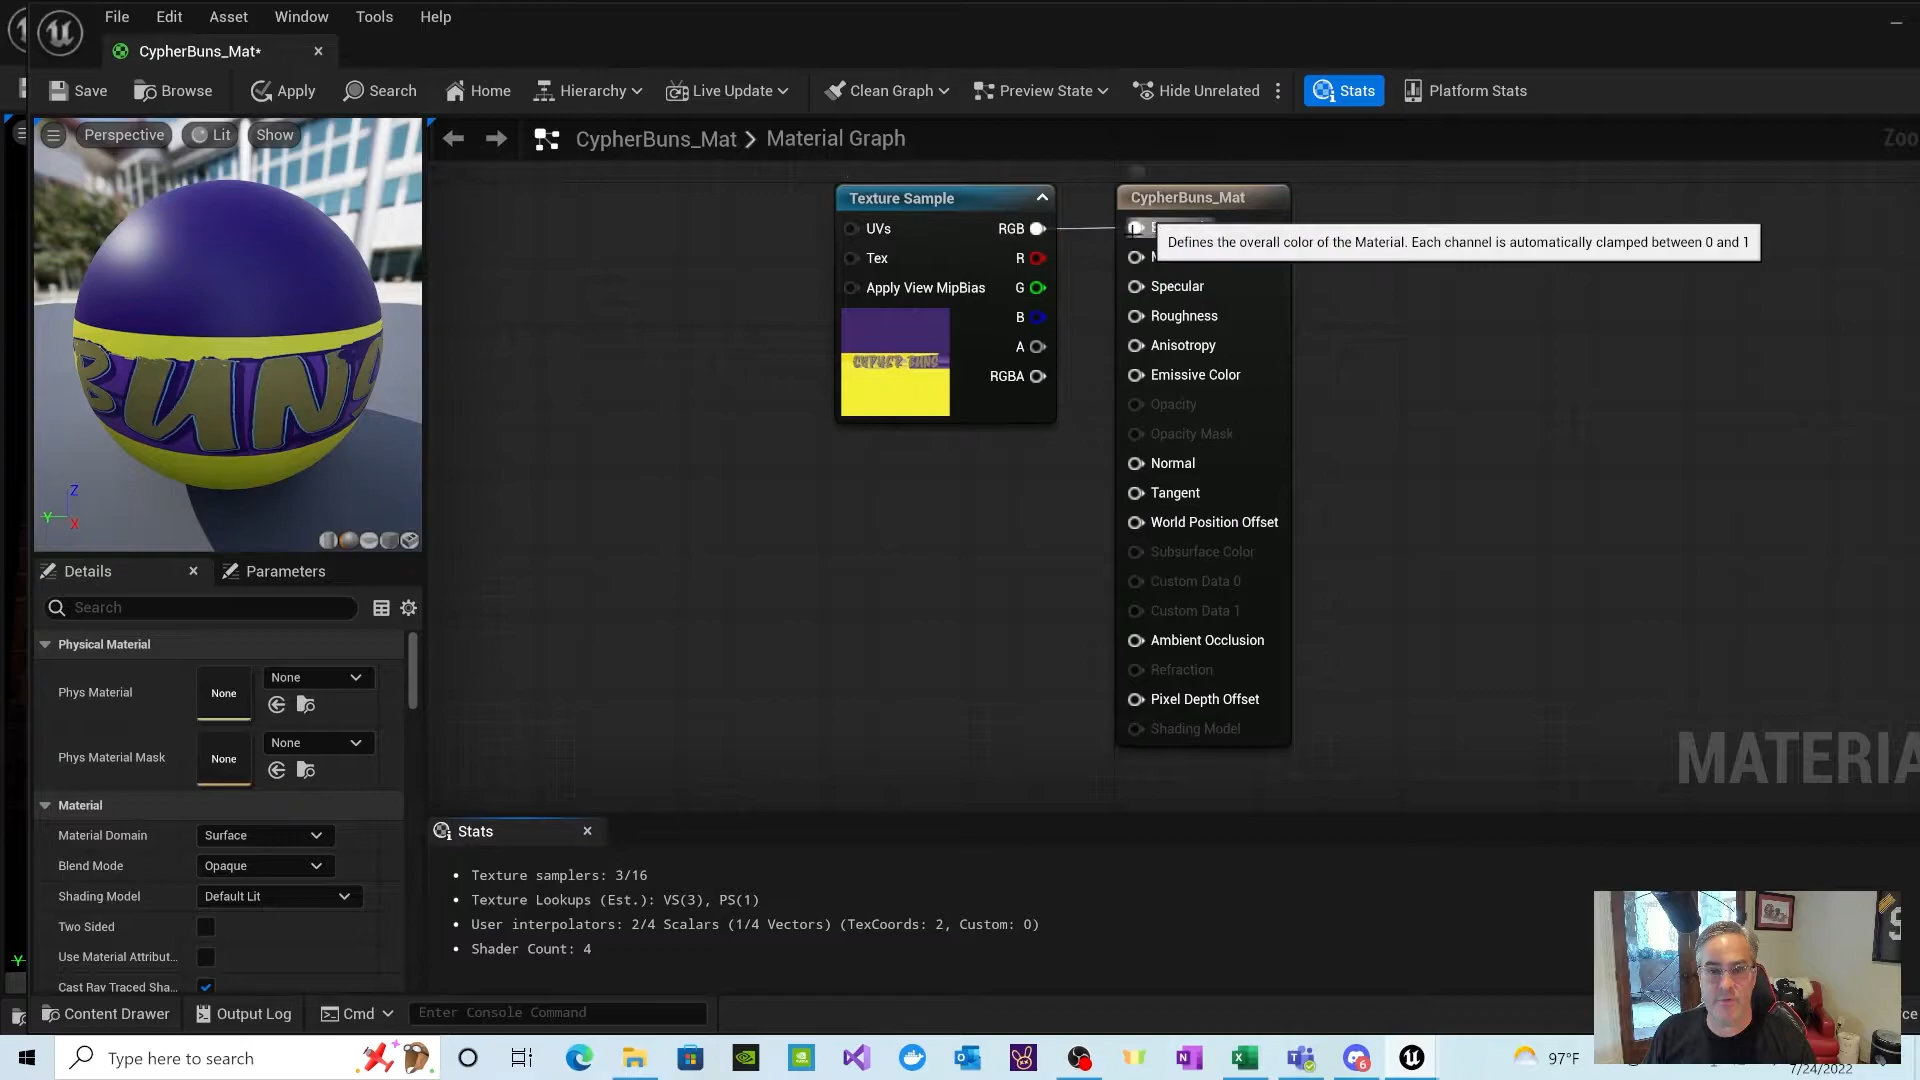 File Edit Asset Window Tools Help
CypherBuns_Mat*
Save Browse Apply Search Home Hierarchy Live Update Clean Graph Preview State Hide Unrelated Stats Platform Stats
Perspective Lit Show
CypherBuns_Mat > Material Graph
Zoo
Texture Sample
CypherBuns_Mat
UVs RGB
Defines the overall color of the Material. Each channel is automatically clamped between 0 and 1
Tex R
Apply View MipBias G
Specular
B
Roughness
A
Anisotropy
RGBA
Emissive Color
CYPHER BUNS
BUNS
Opacity
Opacity Mask
Normal
Tangent
World Position Offset
Subsurface Color
Custom Data 0
Custom Data 1
Ambient Occlusion
Refraction
Pixel Depth Offset
Shading Model
MATERIA
Z
Y
X
Details Parameters
Search
Physical Material
Phys Material None None
Phys Material Mask None None
Material
Material Domain Surface
Blend Mode Opaque
Shading Model Default Lit
Two Sided
Use Material Attribut...
Cast Ray Traced Sha...
Stats
Texture samplers: 3/16
Texture Lookups (Est.): VS(3), PS(1)
User interpolators: 2/4 Scalars (1/4 Vectors) (TexCoords: 2, Custom: 0)
Shader Count: 4
Content Drawer Output Log Cmd Enter Console Command
Type here to search
97°F
7/24/2022